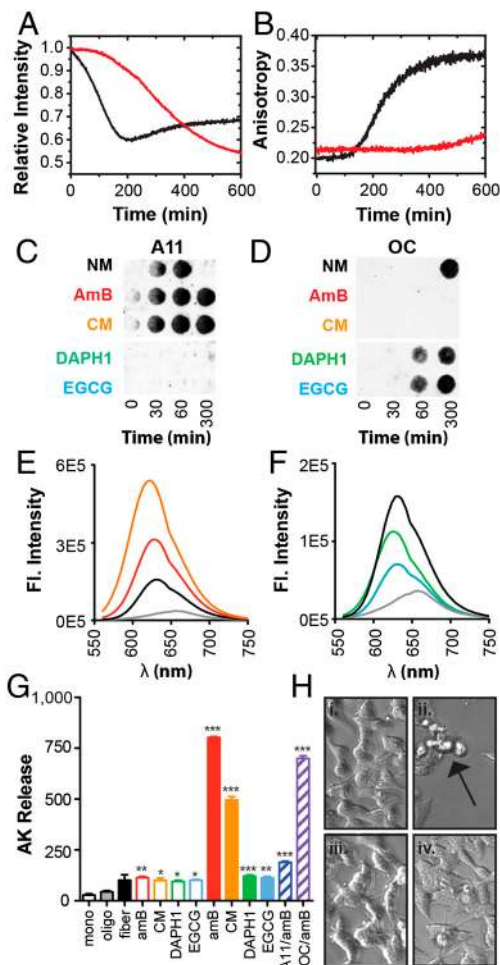 A
B
Relative Intensity
1.0
0.9
0.8
0.7
0.6
0.5
0 200 400 600
Time (min)
Anisotropy
0.40
0.35
0.30
0.25
0.20
0 200 400 600
Time (min)
C
A11
NM
AmB
CM
DAPH1
EGCG
0 30 60 300
Time (min)
D
OC
NM
AmB
CM
DAPH1
EGCG
0 30 60 300
Time (min)
E
Fl. Intensity
6E5
3E5
0E0
550 600 650 700 750
λ (nm)
F
Fl. Intensity
2E5
1E5
0E0
550 600 650 700 750
λ (nm)
G
AK Release
1,000
750
500
250
0
** * * * *** *** *** ** *** ***
mono
oligo
fiber
amB
CM
DAPH1
EGCG
amB
CM
DAPH1
EGCG
A11/amB
OC/amB
H
i.
ii.
iii.
iv.